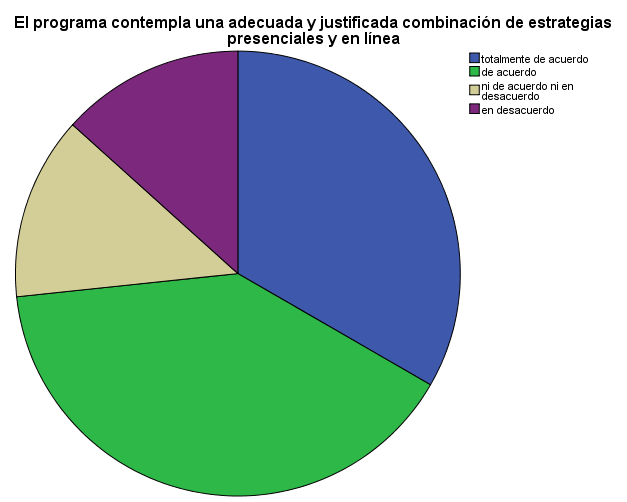 El programa contempla una adecuada y justificada combinación de estrategias
presenciales y en línea
totalmente de acuerdo
de acuerdo
ni de acuerdo ni en
desacuerdo
en desacuerdo